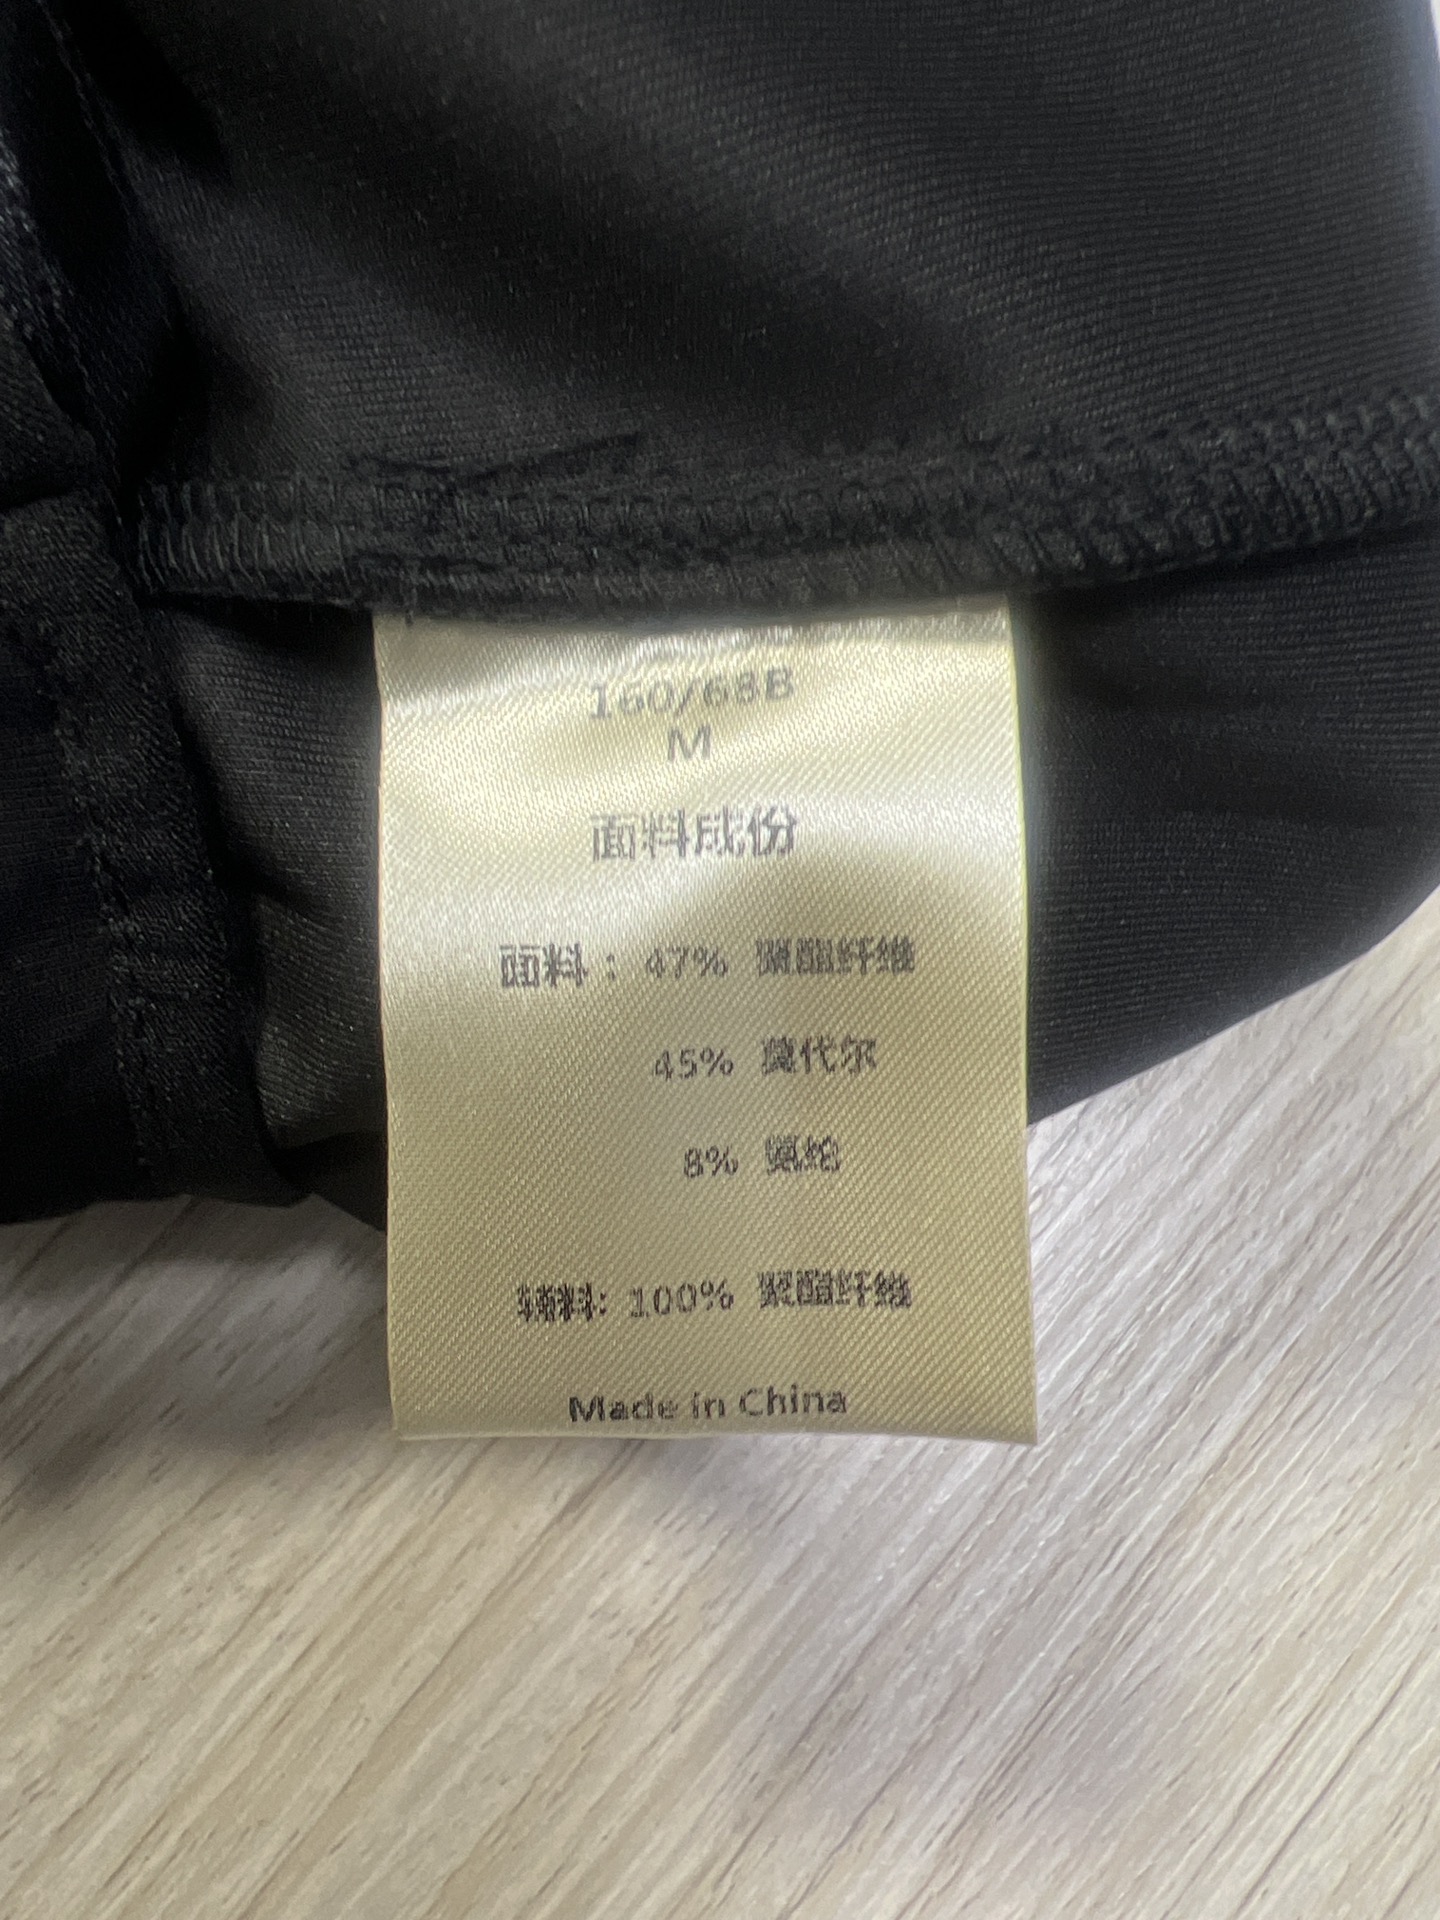 160/68B
M
面料成份
面料：47% 聚酯纤维
45% 莫代尔
8% 氨纶
辅料: 100% 聚酯纤维
Made in China